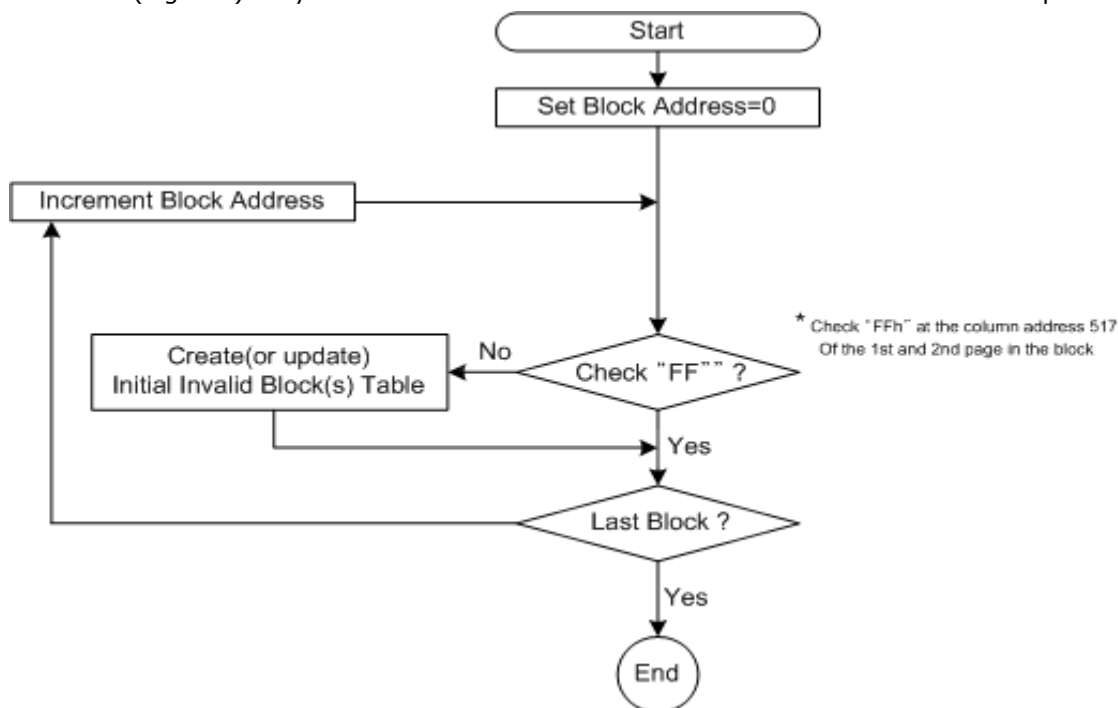 Start
Set Block Address=0
Increment Block Address
* Check "FFh" at the column address 517
Of the 1st and 2nd page in the block
Create(or update)
Initial Invalid Block(s) Table
No
Check "FF"" ?
Yes
Last Block ?
Yes
End